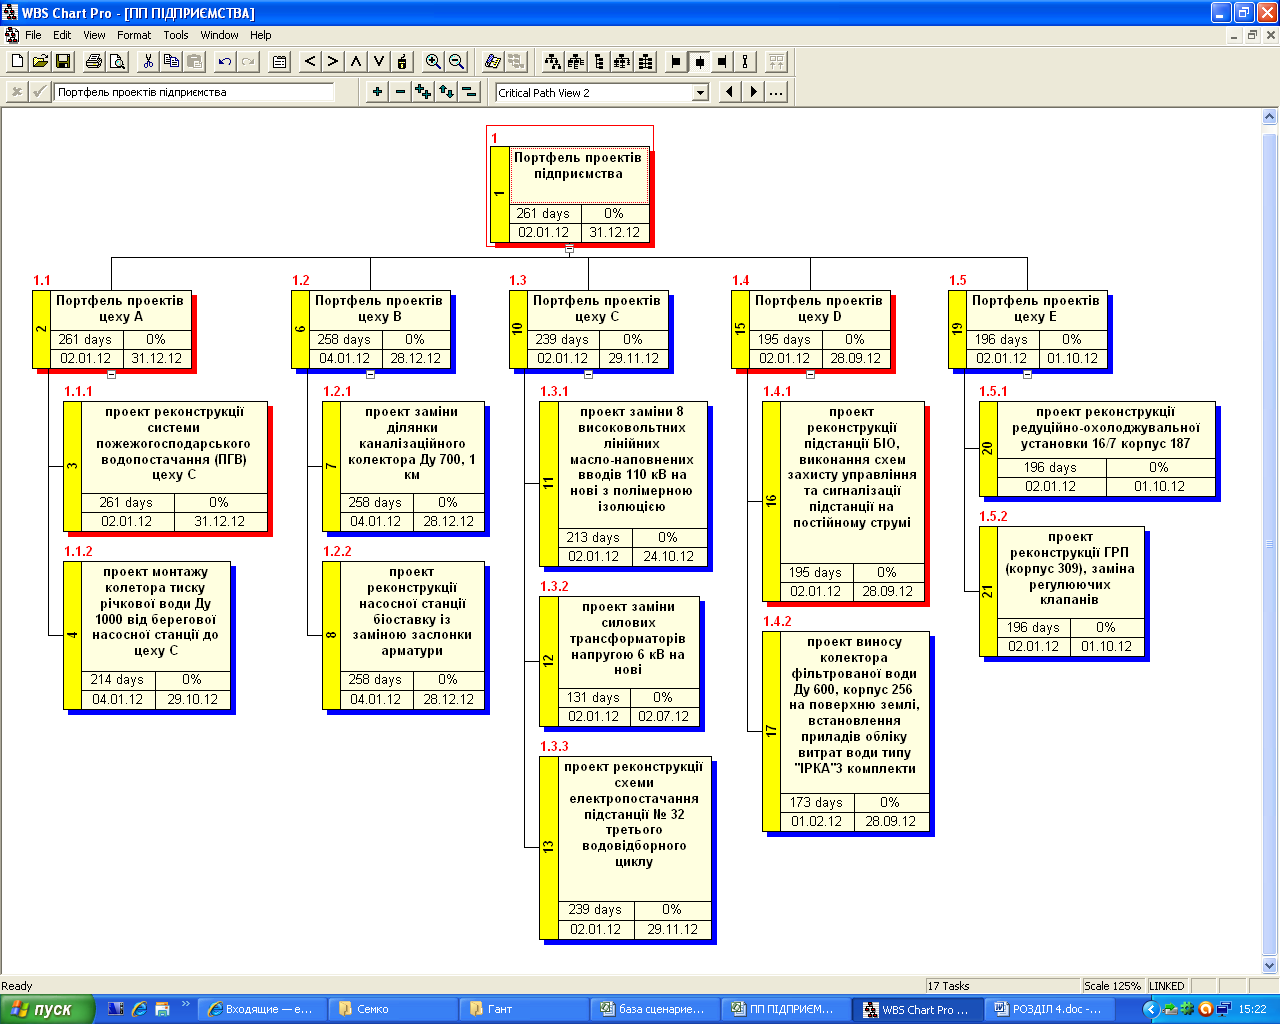 WBS Chart Pro - [ПП ПІДПРИЄМСТВА]
File Edit View Format Tools Window Help
Портфель проектів підприємства
Critical Path View 2
1
Портфель проектів
підприємства
1
261 days 0%
02.01.12 31.12.12
1.1
Портфель проектів
цеху А
2
261 days 0%
02.01.12 31.12.12
1.2
Портфель проектів
цеху В
6
258 days 0%
04.01.12 28.12.12
1.3
Портфель проектів
цеху С
10
239 days 0%
02.01.12 29.11.12
1.4
Портфель проектів
цеху D
15
195 days 0%
02.01.12 28.09.12
1.5
Портфель проектів
цеху Е
19
196 days 0%
02.01.12 01.10.12
1.1.1
проект реконструкції
системи
пожежогосподарського
водопостачання (ПГВ)
цеху С
3
261 days 0%
02.01.12 31.12.12
1.1.2
проект монтажу
колетора тиску
річкової води Ду
1000 від берегової
насосної станції до
цеху С
4
214 days 0%
04.01.12 29.10.12
1.2.1
проект заміни
ділянки
каналізаційного
колектора Ду 700, 1
км
7
258 days 0%
04.01.12 28.12.12
1.2.2
проект
реконструкції
насосної станції
біоставку із
заміною заслонки
арматури
8
258 days 0%
04.01.12 28.12.12
1.3.1
проект заміни 8
високовольтних
лінійних
масло-наповнених
вводів 110 кВ на
нові з полімерною
ізолюцією
11
213 days 0%
02.01.12 24.10.12
1.3.2
проект заміни
силових
трансформаторів
напругою 6 кВ на
нові
12
131 days 0%
02.01.12 02.07.12
1.3.3
проект реконструкції
схеми
електропостачання
підстанції № 32
третього
водовідборного
циклу
13
239 days 0%
02.01.12 29.11.12
1.4.1
проект
реконструкції
підстанції БІО,
виконання схем
захисту управління
та сигналізації
підстанції на
постійному струмі
16
195 days 0%
02.01.12 28.09.12
1.4.2
проект виносу
колектора
фільтрованої води
Ду 600, корпус 256
на поверхню землі,
встановлення
приладів обліку
витрат води типу
"ІРКА"3 комплекти
17
173 days 0%
01.02.12 28.09.12
1.5.1
проект реконструкції
редуційно-охолоджувальної
установки 16/7 корпус 187
20
196 days 0%
02.01.12 01.10.12
1.5.2
проект
реконструкції ГРП
(корпус 309), заміна
регулюючих
клапанів
21
196 days 0%
02.01.12 01.10.12
Ready 17 Tasks Scale 125% LINKED
пуск Входящие — e... Семко Гант база сценарие... ПП ПІДПРИЄМ... WBS Chart Pro ... РОЗДІЛ 4.doc -... 15:22